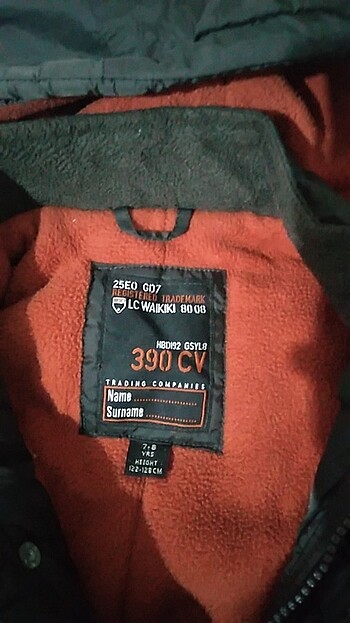 25EO G07
REGISTERED TRADEMARK
LC WAIKIKI 80 08
HBDI92 GSYL8
390 CV
TRADING COMPANIES
Name ..............
Surname ..............
7-8
YRS
HEIGHT
122-128 CM